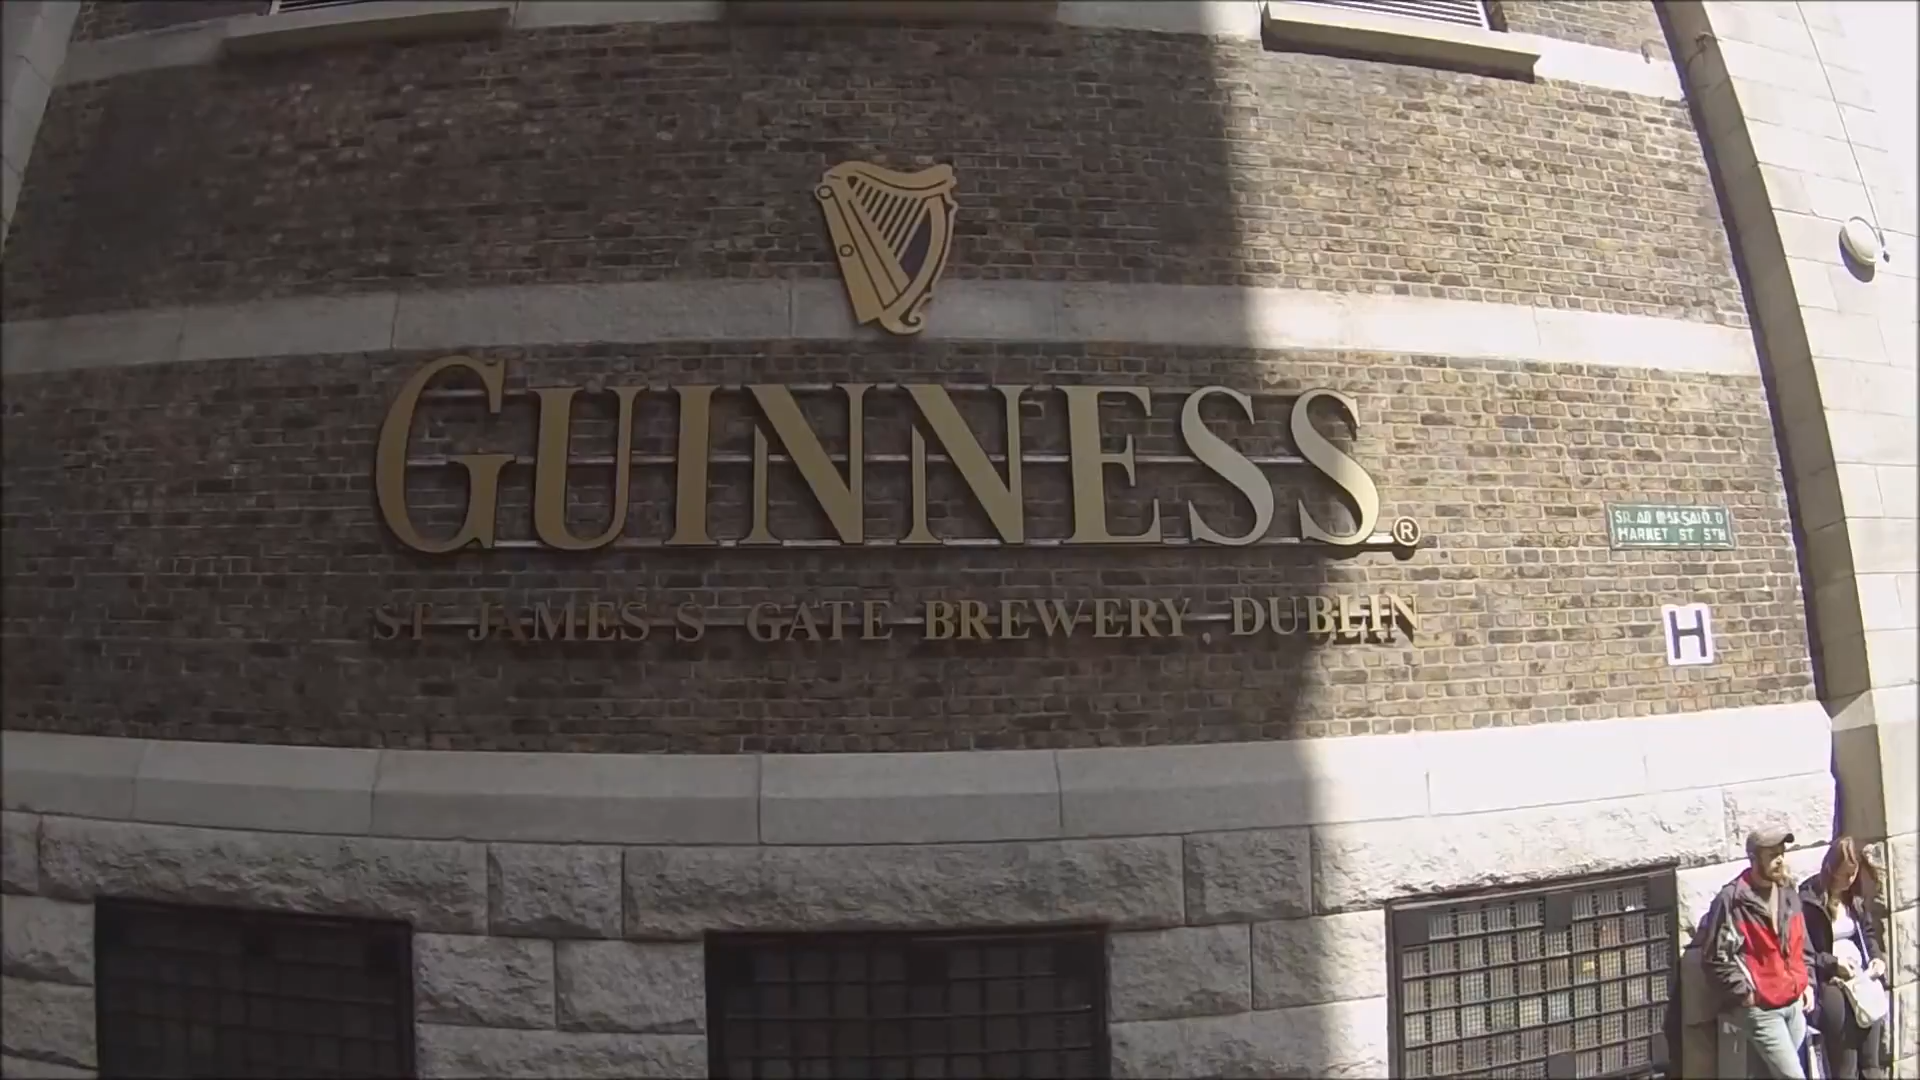 GUINNESS®
ST JAMES S GATE BREWERY, DUBLIN
MARKET ST STH
H